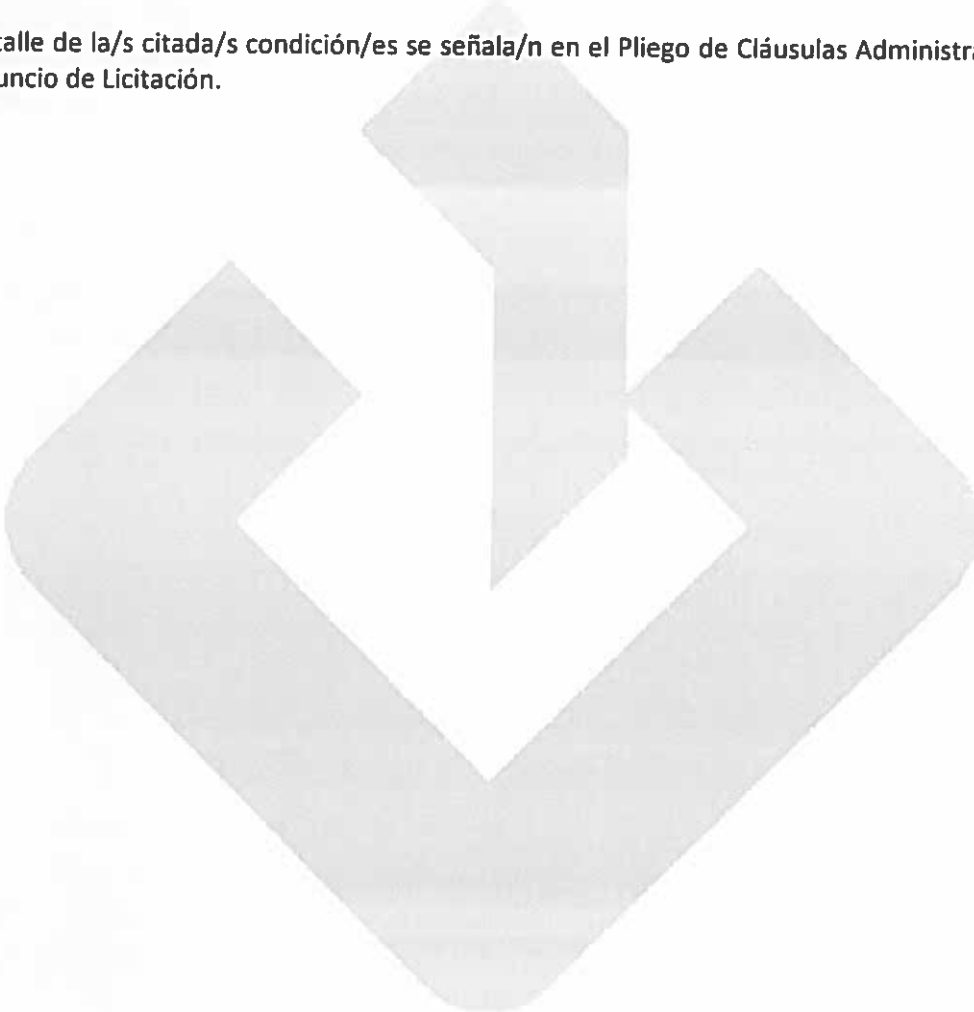 talle de la/s citada/s condición/es se señala/n en el Pliego de Cláusulas Administra
uncio de Licitación.